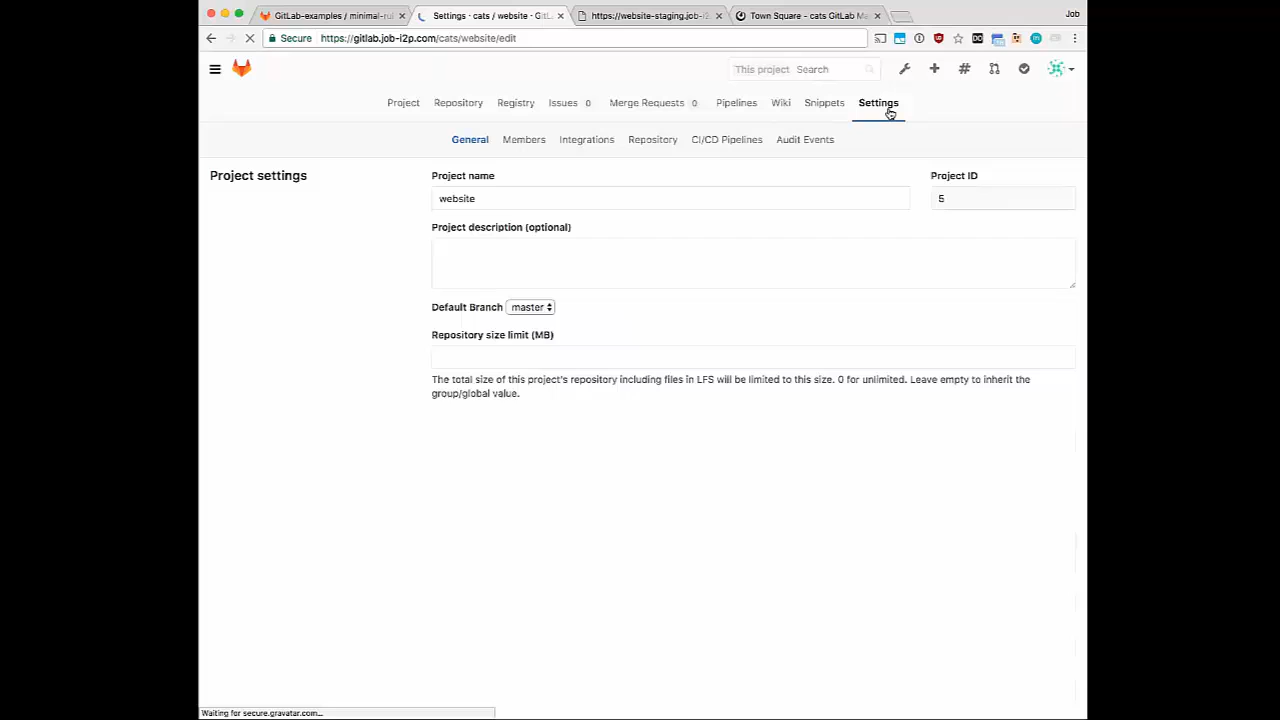 GitLab-examples / minimal-ru
Settings · cats / website · GitL
https://website-staging.job-i2p.
Town Square - cats GitLab Ma
Job
Secure
https://gitlab.job-i2p.com/cats/website/edit
This project Search
Project
Repository
Registry
Issues 0
Merge Requests 0
Pipelines
Wiki
Snippets
Settings
General
Members
Integrations
Repository
CI/CD Pipelines
Audit Events
Project settings
Project name
Project ID
website
5
Project description (optional)
Default Branch master
Repository size limit (MB)
The total size of this project's repository including files in LFS will be limited to this size. 0 for unlimited. Leave empty to inherit the
group/global value.
Waiting for secure.gravatar.com...